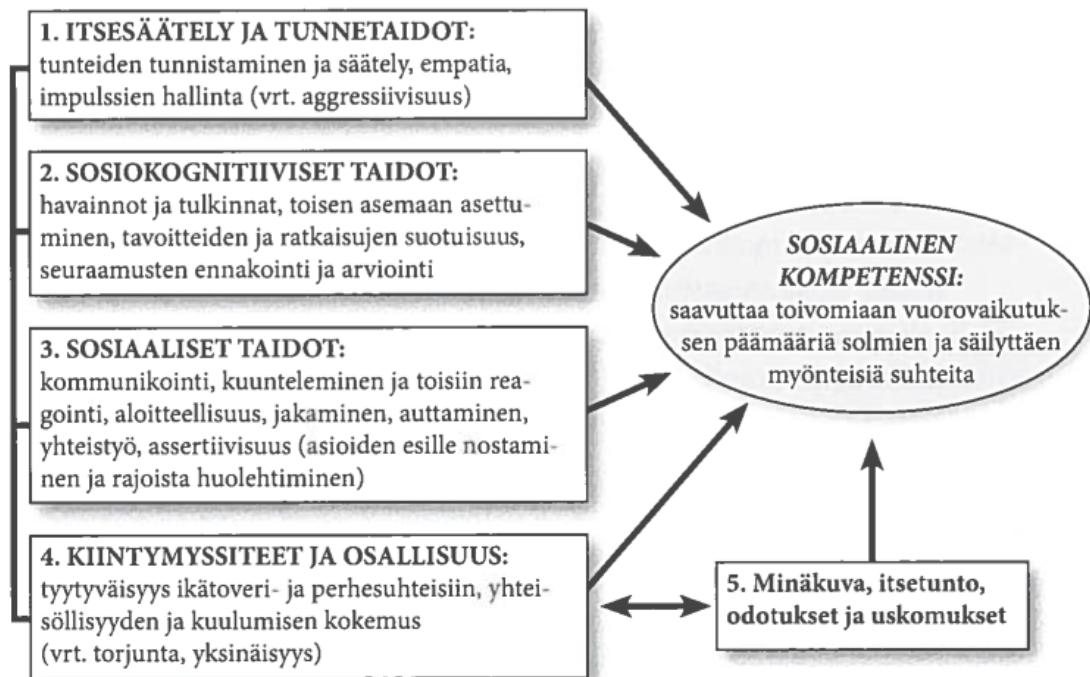 1. ITSESÄÄTELY JA TUNNETAIDOT:
tunteiden tunnistaminen ja säätely, empatia,
impulssien hallinta (vrt. aggressiivisuus)
2. SOSIOKOGNITIIVISET TAIDOT:
havainnot ja tulkinnat, toisen asemaan asettu-
minen, tavoitteiden ja ratkaisujen suotuisuus,
seuraamusten ennakointi ja arviointi
3. SOSIAALISET TAIDOT:
kommunikointi, kuunteleminen ja toisiin rea-
gointi, aloitteellisuus, jakaminen, auttaminen,
yhteistyö, assertiivisuus (asioiden esille nostami-
nen ja rajoista huolehtiminen)
4. KIINTYMYSSITEET JA OSALLISUUS:
tyytyväisyys ikätoveri- ja perhesuhteisiin, yhtei-
söllisyyden ja kuulumisen kokemus
(vrt. torjunta, yksinäisyys)
SOSIAALINEN
KOMPETENSSI:
saavuttaa toivomiaan vuorovaikutuk-
sen päämääriä solmien ja säilyttäen
myönteisiä suhteita
5. Minäkuva, itsetunto,
odotukset ja uskomukset